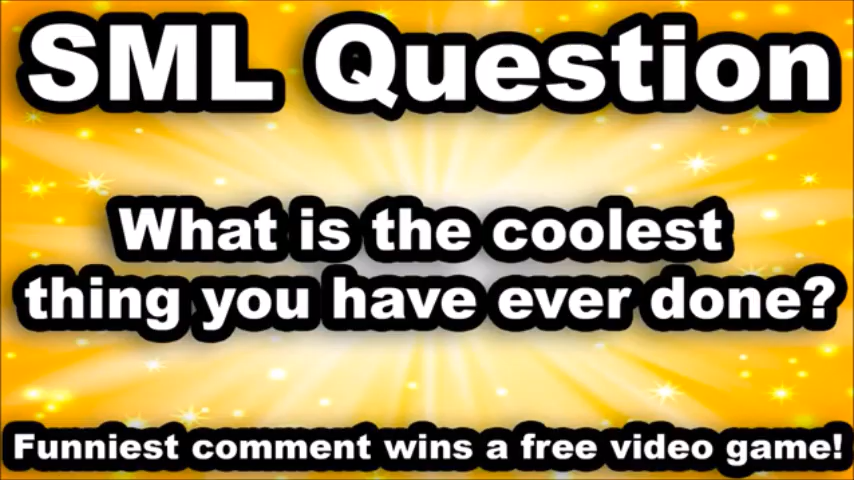 SML Question
What is the coolest
thing you have ever done?
Funniest comment wins a free video game!